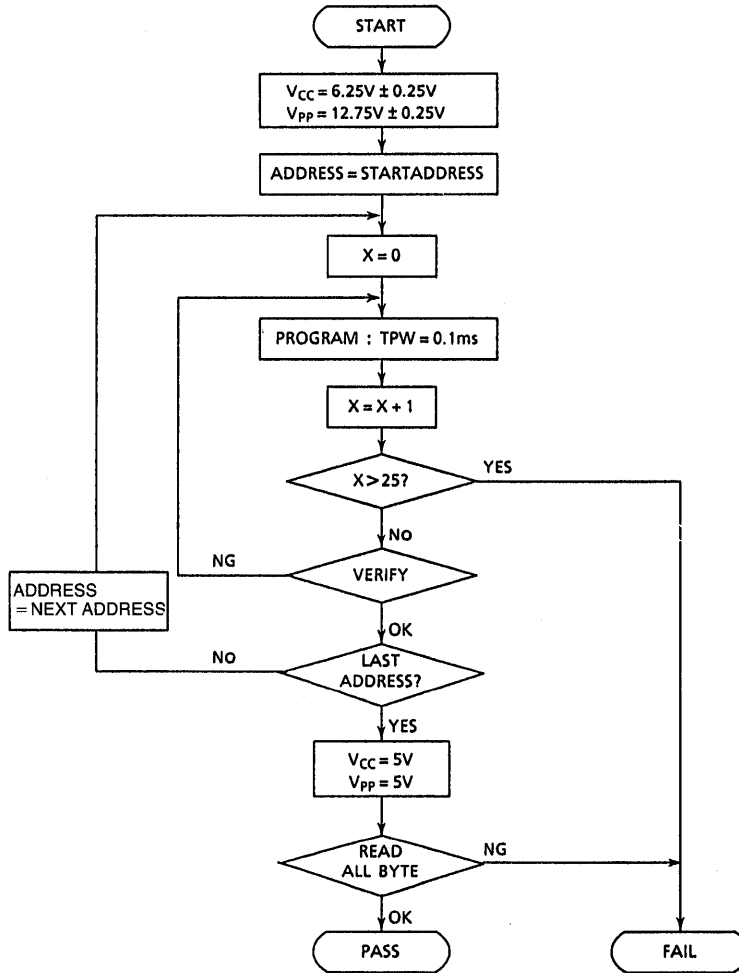 START
VCC = 6.25V ± 0.25V
VPP = 12.75V ± 0.25V
ADDRESS = STARTADDRESS
X = 0
PROGRAM : TPW = 0.1ms
X = X + 1
X > 25?
YES
No
VERIFY
NG
ADDRESS
= NEXT ADDRESS
OK
LAST
ADDRESS?
No
YES
VCC = 5V
VPP = 5V
READ
ALL BYTE
NG
OK
PASS
FAIL